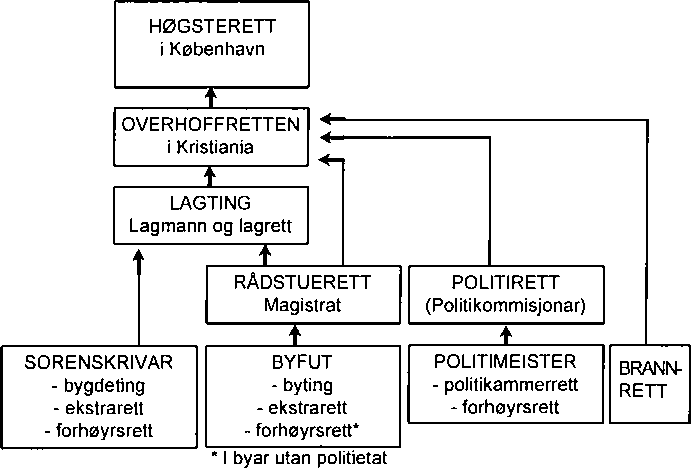 HØGSTERETT
i København
OVERHOFFRETTEN
i Kristiania
LAGTING
Lagmann og lagrett
RÅDSTUERETT
Magistrat
POLITIRETT
(Politikommisjonar)
SORENSKRIVAR
- bygdeting
- ekstrarett
- forhøyrsrett
BYFUT
- byting
- ekstrarett
- forhøyrsrett*
POLITIMEISTER
- politikammerrett
- forhøyrsrett
BRANN-
RETT
* I byar utan politietat